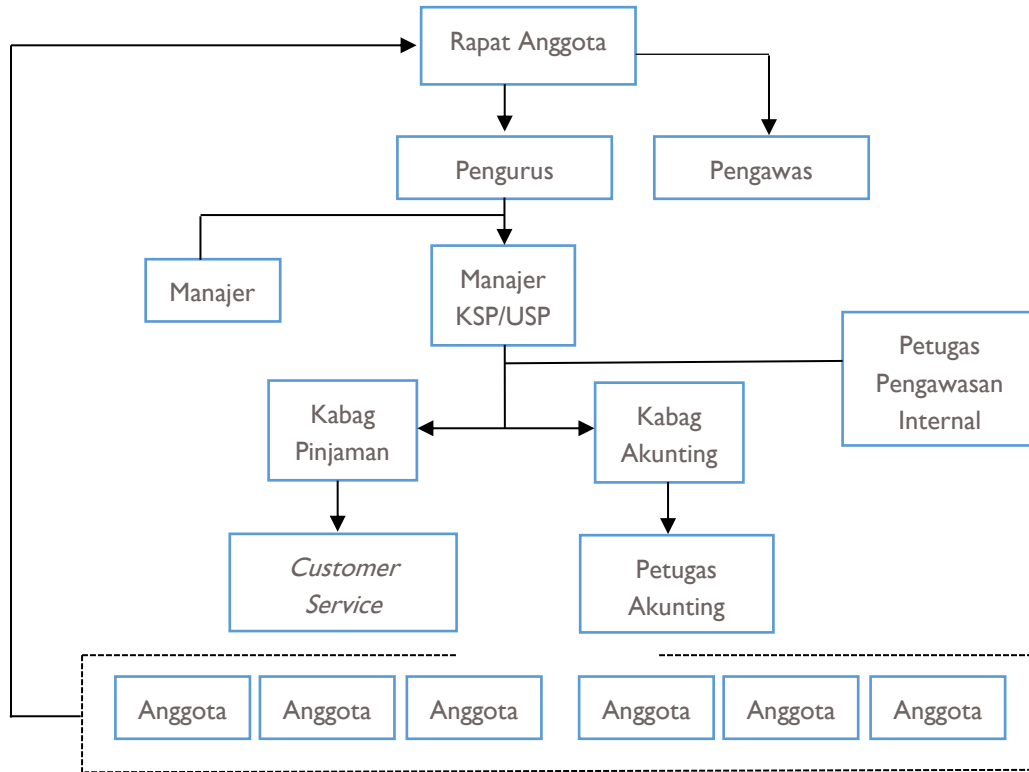 Rapat Anggota
Pengurus
Pengawas
Manajer
Manajer
KSP/USP
Petugas
Pengawasan
Internal
Kabag
Pinjaman
Kabag
Akunting
Customer
Service
Petugas
Akunting
Anggota
Anggota
Anggota
Anggota
Anggota
Anggota